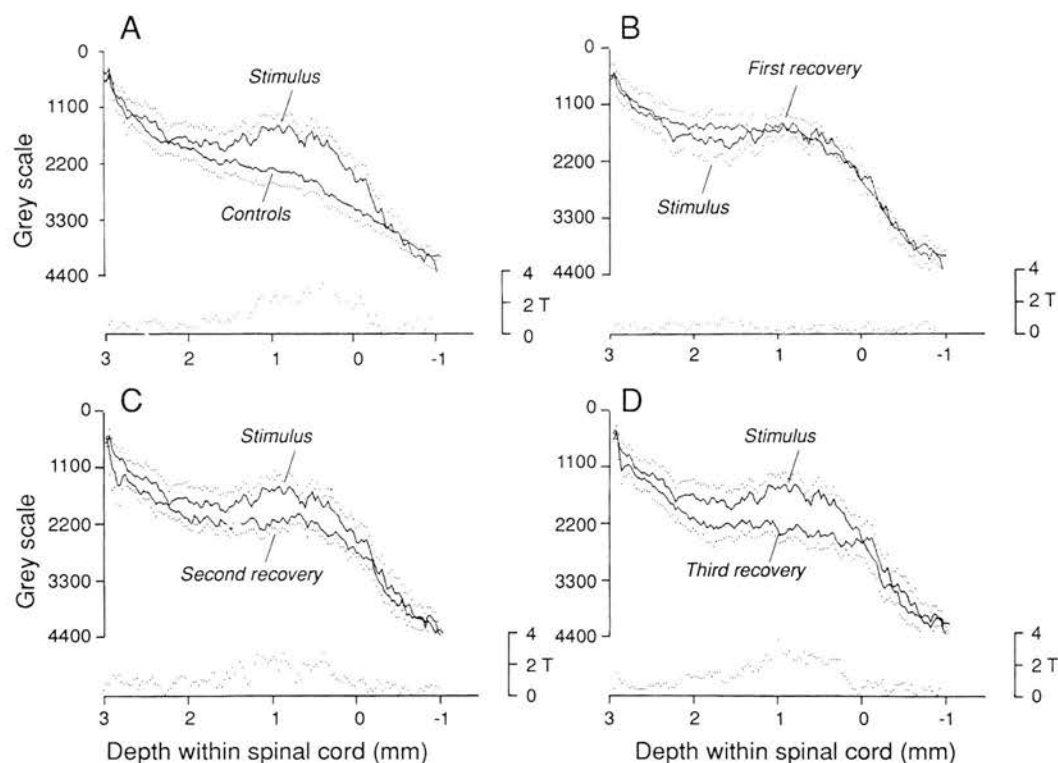 A
0
1100
2200
3300
4400
Grey scale
Stimulus
Controls
4
2 T
0
3 2 1 0 -1
B
0
1100
2200
3300
4400
First recovery
Stimulus
4
2 T
0
3 2 1 0 -1
C
0
1100
2200
3300
4400
Grey scale
Stimulus
Second recovery
4
2 T
0
3 2 1 0 -1
Depth within spinal cord (mm)
D
0
1100
2200
3300
4400
Stimulus
Third recovery
4
2 T
0
3 2 1 0 -1
Depth within spinal cord (mm)